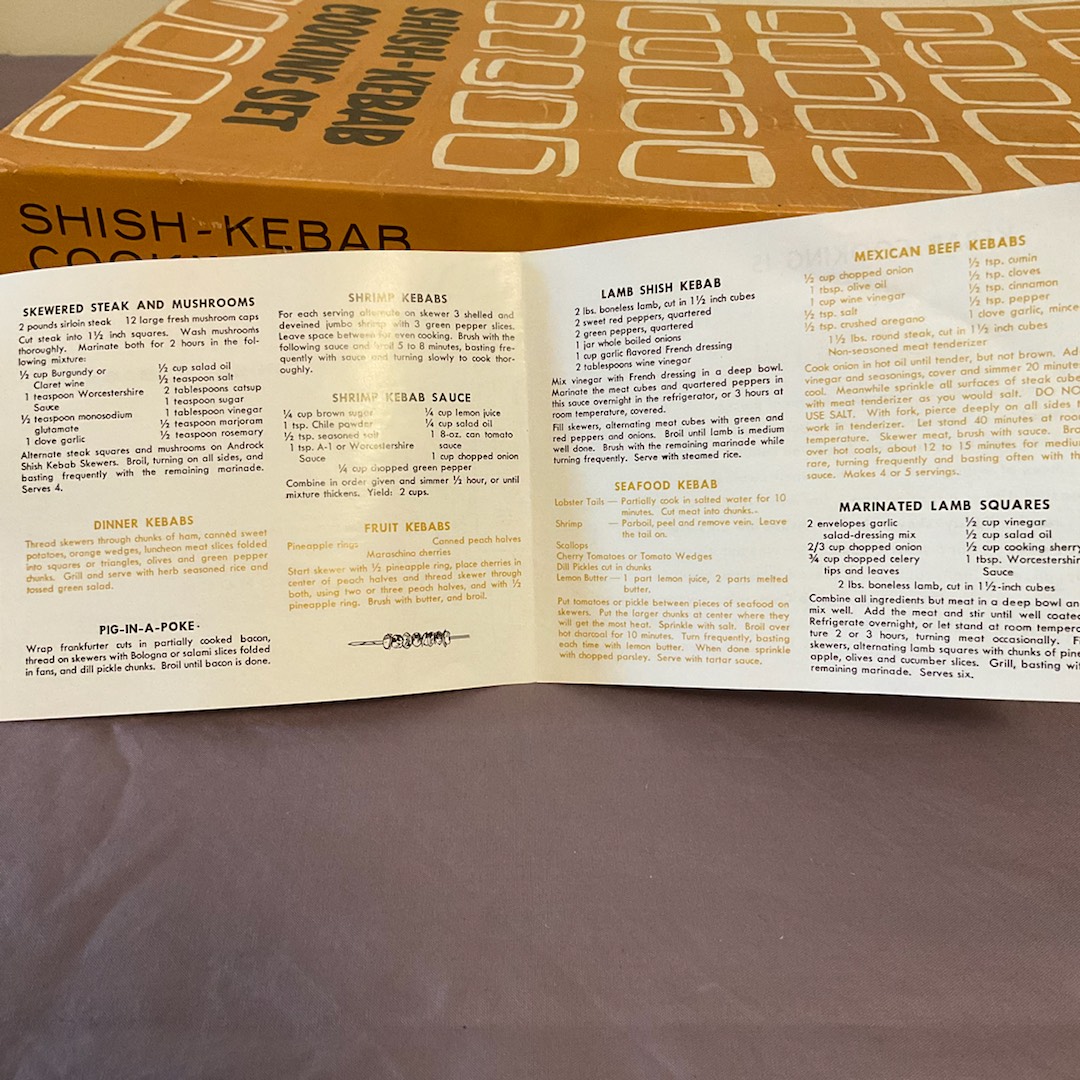 SHISH-KEBAB
COOKING SET
SHISH-KEBAB
SKEWERED STEAK AND MUSHROOMS
2 pounds sirloin steak 12 large fresh mushroom caps
Cut steak into 1½ inch squares. Wash mushrooms
thoroughly. Marinate both for 2 hours in the fol-
lowing mixture:
½ cup Burgundy or
Claret wine
1 teaspoon Worcestershire
Sauce
½ teaspoon monosodium
glutamate
1 clove garlic
½ cup salad oil
½ teaspoon salt
2 tablespoons catsup
1 teaspoon sugar
1 tablespoon vinegar
½ teaspoon marjoram
½ teaspoon rosemary
Alternate steak squares and mushrooms on Androck
Shish Kebab Skewers. Broil, turning on all sides, and
basting frequently with the remaining marinade.
Serves 4.
DINNER KEBABS
Thread skewers through chunks of ham, canned sweet
potatoes, orange wedges, luncheon meat slices folded
into squares or triangles, olives and green pepper
chunks. Grill and serve with herb seasoned rice and
tossed green salad.
PIG-IN-A-POKE
Wrap frankfurter cuts in partially cooked bacon,
thread on skewers with Bologna or salami slices folded
in fans, and dill pickle chunks. Broil until bacon is done.
SHRIMP KEBABS
For each serving alternate on skewer 3 shelled and
deveined jumbo shrimp with 3 green pepper slices.
Leave space between for even cooking. Brush with the
following sauce and broil 5 to 8 minutes, basting fre-
quently with sauce and turning slowly to cook thor-
oughly.
SHRIMP KEBAB SAUCE
¼ cup brown sugar
1 tsp. Chile powder
½ tsp. seasoned salt
1 tsp. A-1 or Worcestershire
Sauce
¼ cup lemon juice
¼ cup salad oil
1 8-oz. can tomato
sauce
1 cup chopped onion
¼ cup chopped green pepper
Combine in order given and simmer ½ hour, or until
mixture thickens. Yield: 2 cups.
FRUIT KEBABS
Pineapple rings Canned peach halves
Maraschino cherries
Start skewer with ½ pineapple ring, place cherries in
center of peach halves and thread skewer through
both, using two or three peach halves, and with ½
pineapple ring. Brush with butter, and broil.
LAMB SHISH KEBAB
2 lbs. boneless lamb, cut in 1½ inch cubes
2 sweet red peppers, quartered
2 green peppers, quartered
1 jar whole boiled onions
1 cup garlic flavored French dressing
2 tablespoons wine vinegar
Mix vinegar with French dressing in a deep bowl.
Marinate the meat cubes and quartered peppers in
this sauce overnight in the refrigerator, or 3 hours at
room temperature, covered.
Fill skewers, alternating meat cubes with green and
red peppers and onions. Broil until lamb is medium
well done. Brush with the remaining marinade while
turning frequently. Serve with steamed rice.
SEAFOOD KEBAB
Lobster Tails — Partially cook in salted water for 10
minutes. Cut meat into chunks.
Shrimp — Parboil, peel and remove vein. Leave
the tail on.
Scallops
Cherry Tomatoes or Tomato Wedges
Dill Pickles cut in chunks
Lemon Butter — 1 part lemon juice, 2 parts melted
butter.
Put tomatoes or pickle between pieces of seafood on
skewers. Put the larger chunks at center where they
will get the most heat. Sprinkle with salt. Broil over
hot charcoal for 10 minutes. Turn frequently, basting
each time with lemon butter. When done sprinkle
with chopped parsley. Serve with tartar sauce.
MEXICAN BEEF KEBABS
½ cup chopped onion
1 tbsp. olive oil
1 cup wine vinegar
½ tsp. salt
½ tsp. crushed oregano
½ tsp. cumin
½ tsp. cloves
½ tsp. cinnamon
½ tsp. pepper
1 clove garlic, mince
1½ lbs. round steak, cut in 1½ inch cubes
Non-seasoned meat tenderizer
Cook onion in hot oil until tender, but not brown. Ad
vinegar and seasonings, cover and simmer 20 minutes
cool. Meanwhile sprinkle all surfaces of steak cube
with meat tenderizer as you would salt. DO NO
USE SALT. With fork, pierce deeply on all sides
work in tenderizer. Let stand 40 minutes at roo
temperature. Skewer meat, brush with sauce. Bro
over hot coals, about 12 to 15 minutes for mediu
rare, turning frequently and basting often with th
sauce. Makes 4 or 5 servings.
MARINATED LAMB SQUARES
2 envelopes garlic
salad-dressing mix
2/3 cup chopped onion
¾ cup chopped celery
tips and leaves
½ cup vinegar
½ cup salad oil
½ cup cooking sherry
1 tbsp. Worcestershir
Sauce
2 lbs. boneless lamb, cut in 1½-inch cubes
Combine all ingredients but meat in a deep bowl an
mix well. Add the meat and stir until well coated
Refrigerate overnight, or let stand at room tempera
ture 2 or 3 hours, turning meat occasionally. F
skewers, alternating lamb squares with chunks of pine
apple, olives and cucumber slices. Grill, basting wi
remaining marinade. Serves six.